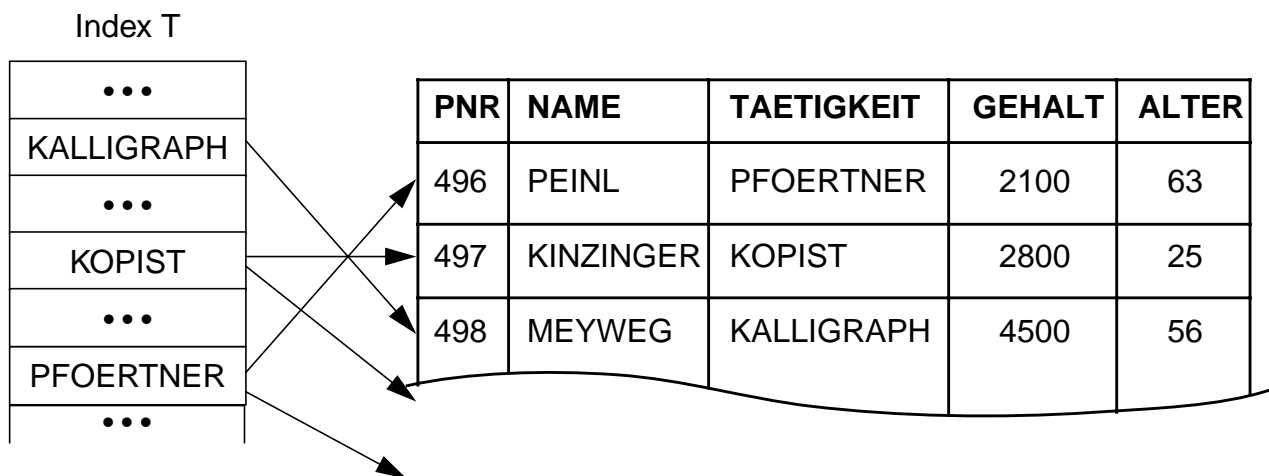 Index T
•••
KALLIGRAPH
•••
KOPIST
•••
PFOERTNER
•••
PNR NAME TAETIGKEIT GEHALT ALTER
496 PEINL PFOERTNER 2100 63
497 KINZINGER KOPIST 2800 25
498 MEYWEG KALLIGRAPH 4500 56